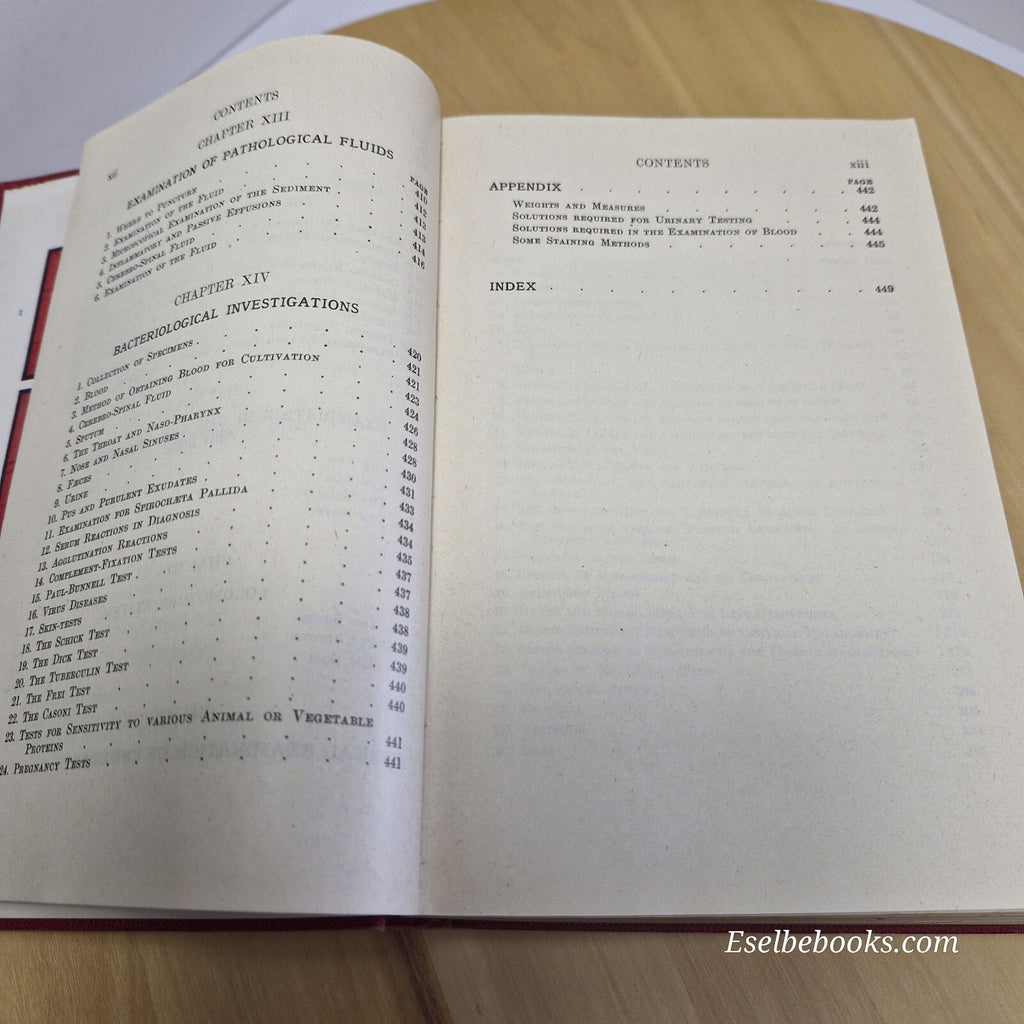 xii
CONTENTS
CHAPTER XIII
EXAMINATION OF PATHOLOGICAL FLUIDS
PAGE
1. Where to Puncture . . . . 410
2. Examination of the Fluid . . . . 412
3. Microscopical Examination of the Sediment . . 413
4. Inflammatory and Passive Effusions . . . 413
5. Cerebro-Spinal Fluid . . . . 414
6. Examination of the Fluid . . . . 416
CHAPTER XIV
BACTERIOLOGICAL INVESTIGATIONS
1. Collection of Specimens . . . . 420
2. Blood . . . . 421
3. Method of Obtaining Blood for Cultivation . . 421
4. Cerebro-Spinal Fluid . . . . 423
5. Sputum . . . . 424
6. The Throat and Naso-Pharynx . . . . 426
7. Nose and Nasal Sinuses . . . . 428
8. Fæces . . . . 428
9. Urine . . . . 430
10. Pus and Purulent Exudates . . . . 431
11. Examination for Spirochæta Pallida . . . . 433
12. Serum Reactions in Diagnosis . . . . 434
13. Agglutination Reactions . . . . 434
14. Complement-Fixation Tests . . . . 435
15. Paul-Bunnell Test . . . . 437
16. Virus Diseases . . . . 437
17. Skin-tests . . . . 438
18. The Schick Test . . . . 438
19. The Dick Test . . . . 439
20. The Tuberculin Test . . . . 439
21. The Frei Test . . . . 440
22. The Casoni Test . . . . 440
23. Tests for Sensitivity to various Animal or Vegetable
Proteins . . . . 441
24. Pregnancy Tests . . . . 441
CONTENTS xiii
PAGE
APPENDIX . . . . 442
Weights and Measures . . . . 442
Solutions required for Urinary Testing . . . 444
Solutions required in the Examination of Blood . . 444
Some Staining Methods . . . . 445
INDEX . . . . 449
Eselbebooks.com